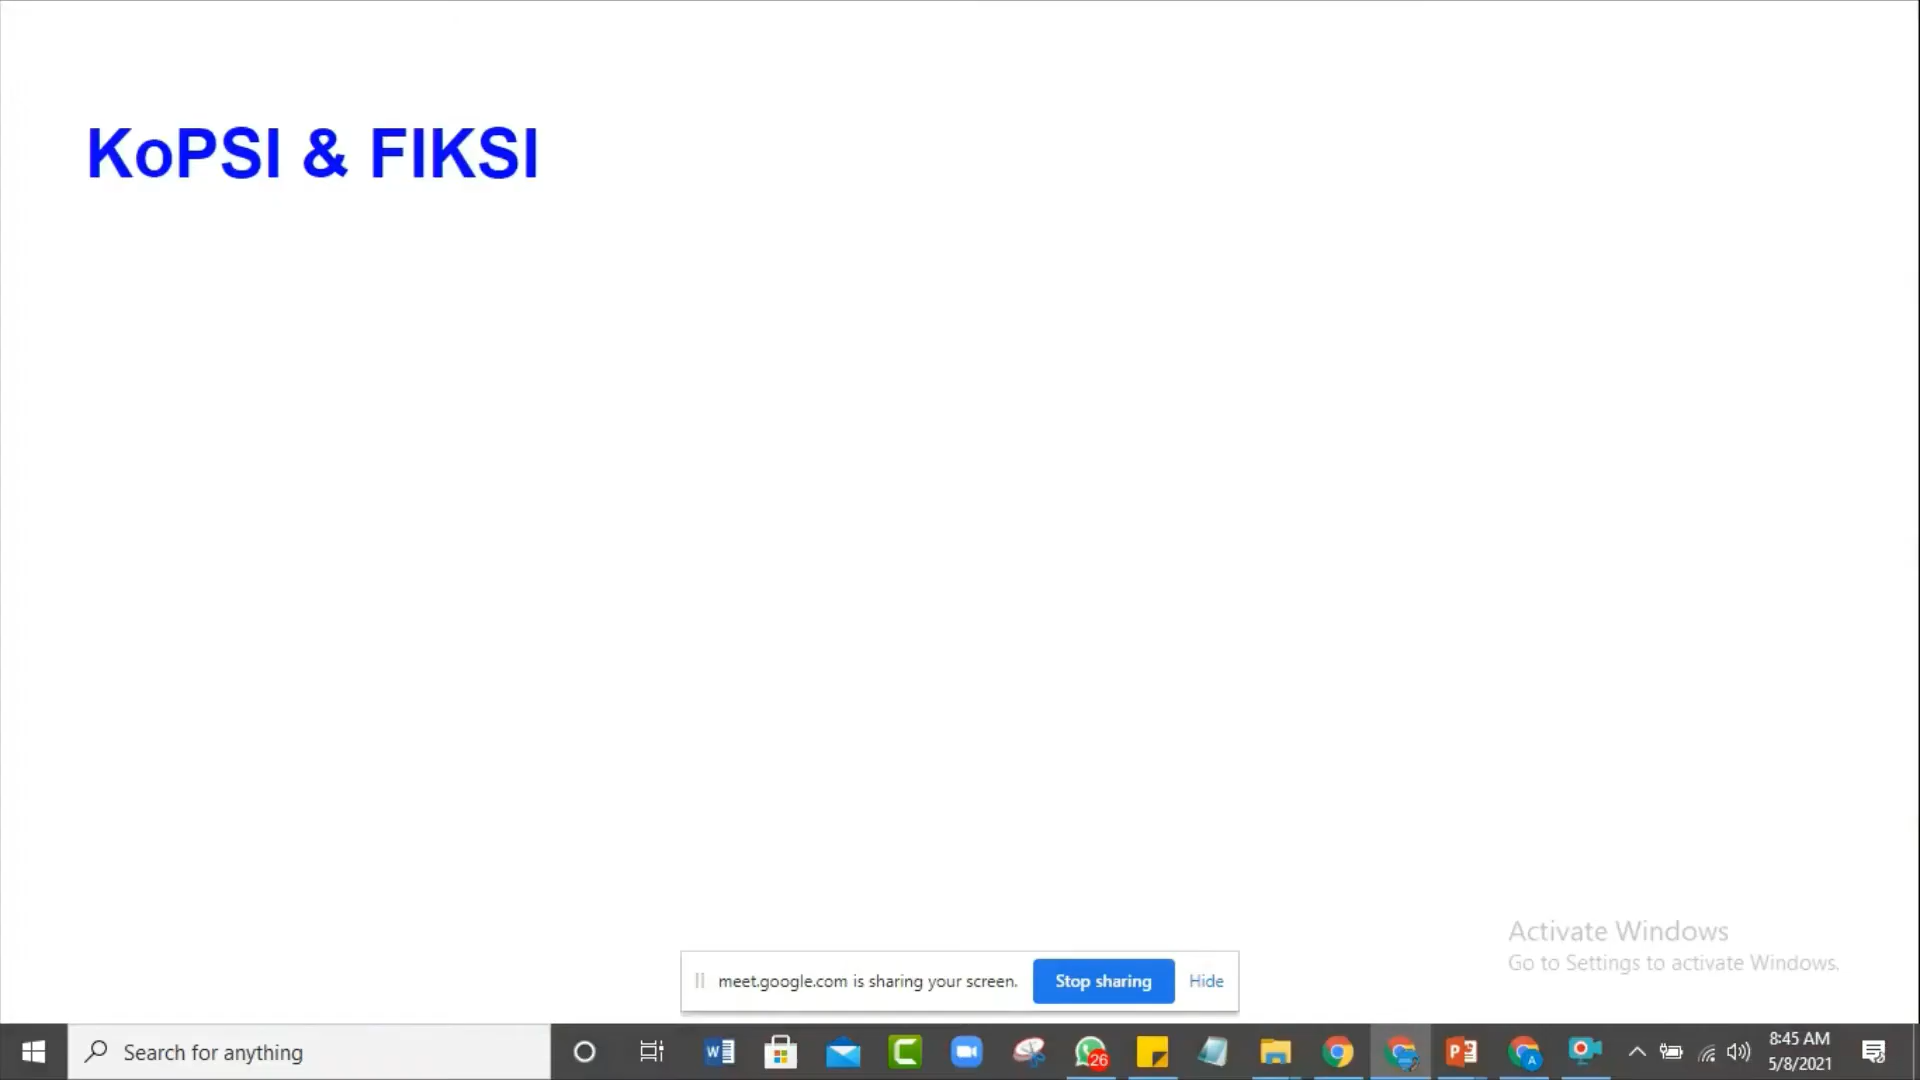 KoPSI & FIKSI
Activate Windows
Go to Settings to activate Windows.
meet.google.com is sharing your screen.
Stop sharing
Hide
Search for anything
26
8:45 AM
5/8/2021